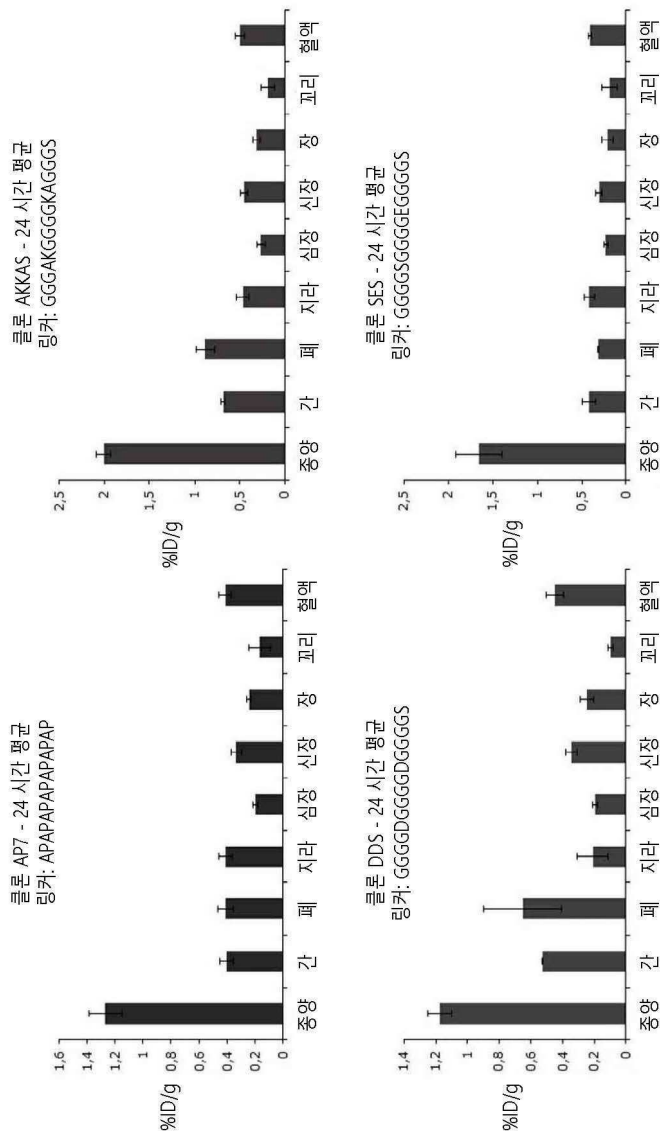 클론 AP7 - 24 시간 평균
링커: APAPAPAPAPAPAP
%ID/g
1,6
1,4
1,2
1
0,8
0,6
0,4
0,2
0
종양 간 폐 지라 심장 신장 장 꼬리 혈액
클론 AKKAS - 24 시간 평균
링커: GGGAKGGGGKAGGGS
%ID/g
2,5
2
1,5
1
0,5
0
종양 간 폐 지라 심장 신장 장 꼬리 혈액
클론 DDS - 24 시간 평균
링커: GGGGDGGGGDGGGGS
%ID/g
1,4
1,2
1
0,8
0,6
0,4
0,2
0
종양 간 폐 지라 심장 신장 장 꼬리 혈액
클론 SES - 24 시간 평균
링커: GGGGSGGGGEGGGGS
%ID/g
2,5
2
1,5
1
0,5
0
종양 간 폐 지라 심장 신장 장 꼬리 혈액